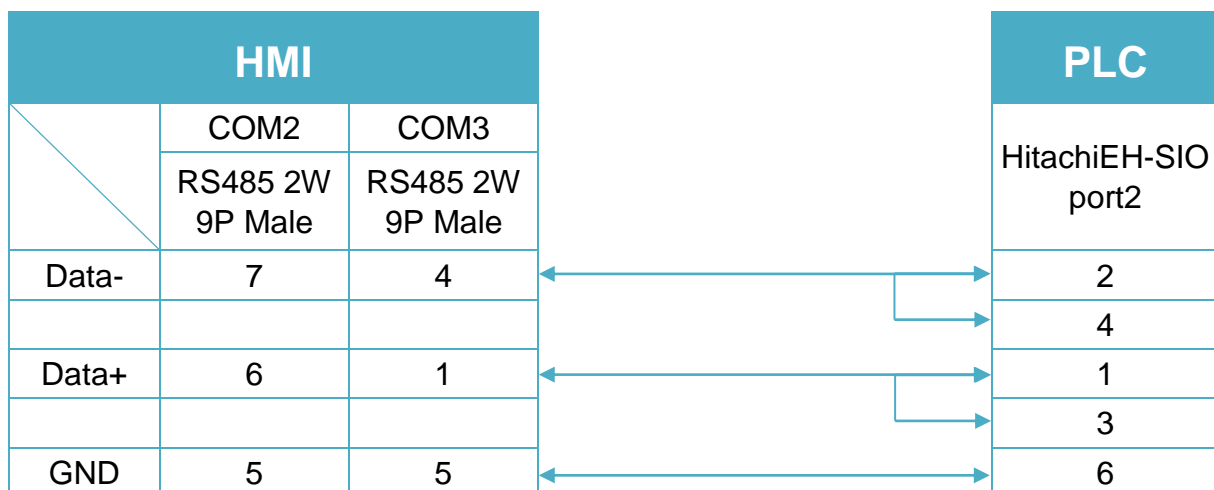 HMI PLC
COM2 COM3
HitachiEH-SIO
port2
RS485 2W
9P Male
RS485 2W
9P Male
Data- 7 4 2
4
Data+ 6 1 1
3
GND 5 5 6